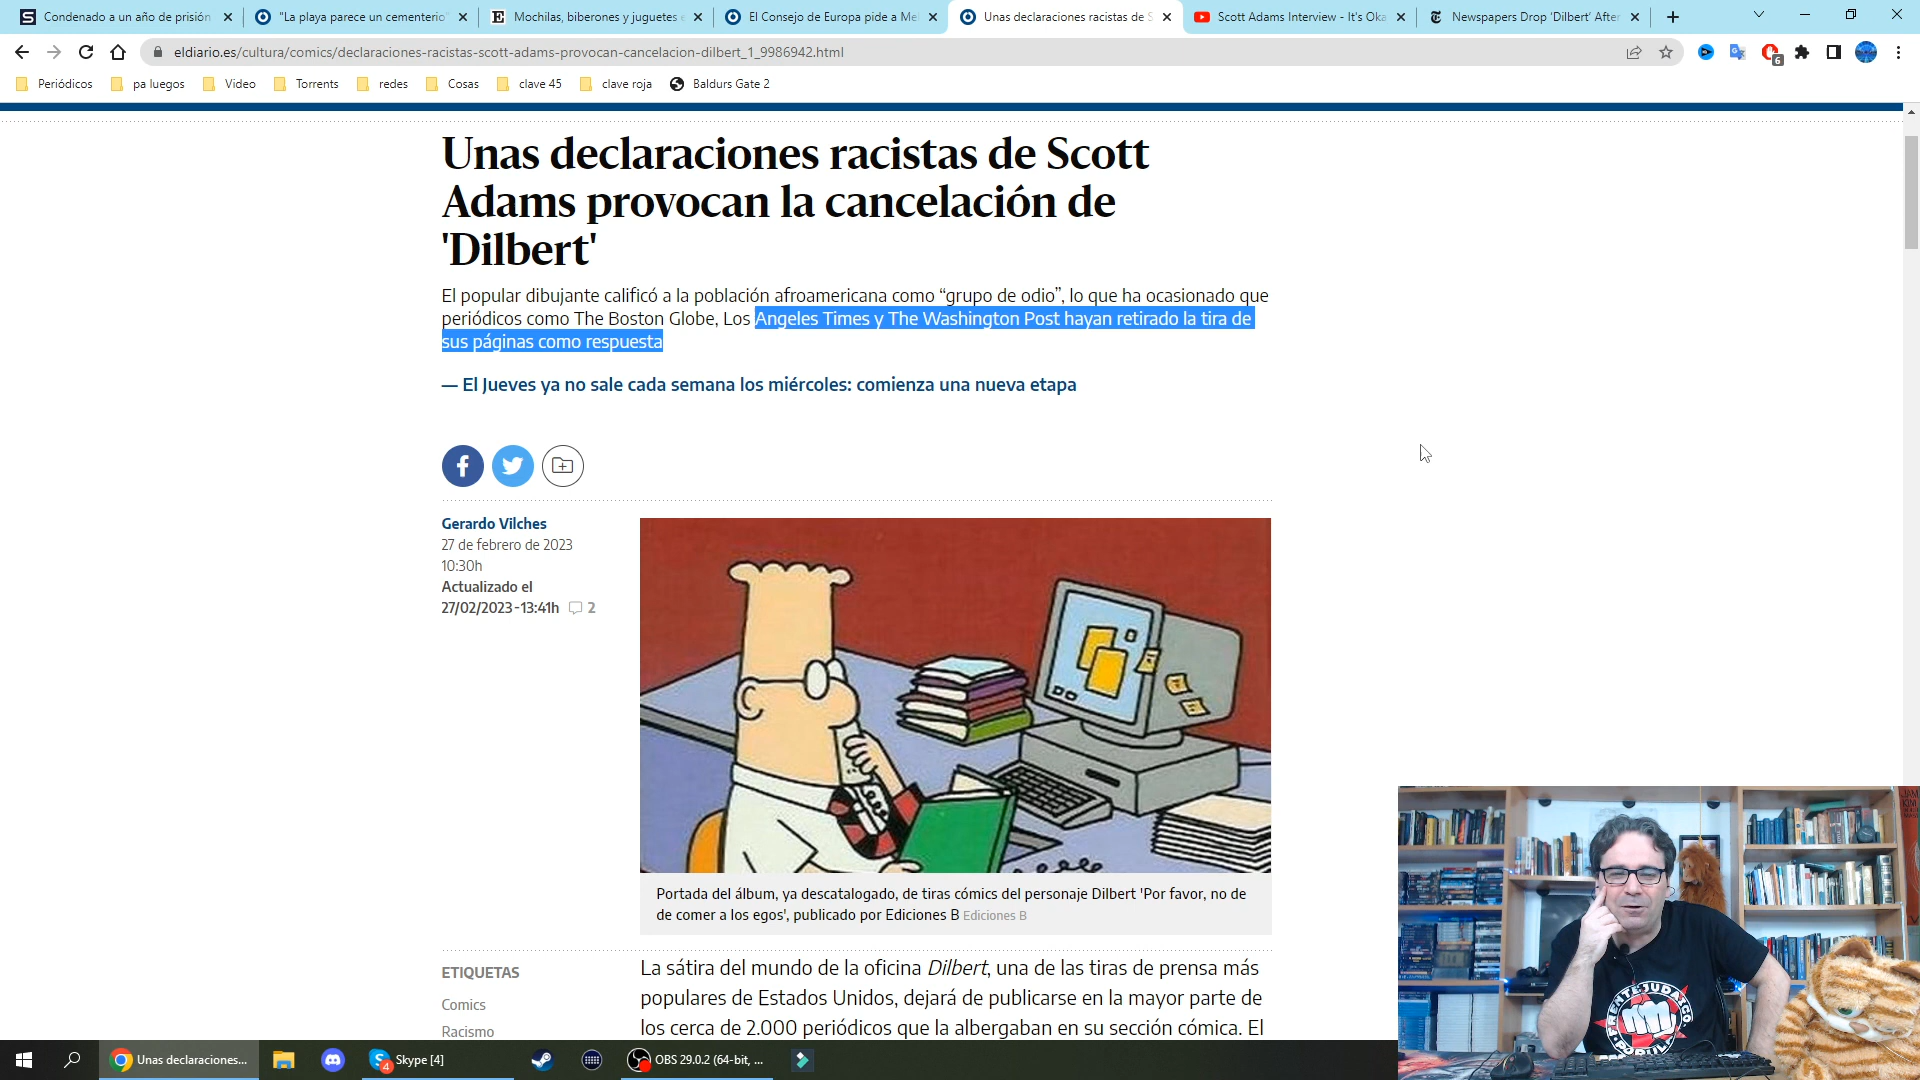 Condenado a un año de prisión
"La playa parece un cementerio"
Mochilas, biberones y juguetes e
El Consejo de Europa pide a Me
Unas declaraciones racistas de S
Scott Adams Interview - It's Oka
Newspapers Drop 'Dilbert' After
eldiario.es/cultura/comics/declaraciones-racistas-scott-adams-provocan-cancelacion-dilbert_1_9986942.html
6
Periódicos
pa luegos
Video
Torrents
redes
Cosas
clave 45
clave roja
Baldurs Gate 2
Unas declaraciones racistas de Scott
Adams provocan la cancelación de
'Dilbert'
El popular dibujante calificó a la población afroamericana como “grupo de odio”, lo que ha ocasionado que
periódicos como The Boston Globe, Los Angeles Times y The Washington Post hayan retirado la tira de
sus páginas como respuesta
— El Jueves ya no sale cada semana los miércoles: comienza una nueva etapa
Gerardo Vilches
27 de febrero de 2023
10:30h
Actualizado el
27/02/2023-13:41h 2
Portada del álbum, ya descatalogado, de tiras cómics del personaje Dilbert 'Por favor, no de
de comer a los egos', publicado por Ediciones B Ediciones B
ETIQUETAS
Comics
Racismo
La sátira del mundo de la oficina Dilbert, una de las tiras de prensa más
populares de Estados Unidos, dejará de publicarse en la mayor parte de
los cerca de 2.000 periódicos que la albergaban en su sección cómica. El
FRENTE JUDAICO
POPULAR
Unas declaraciones...
4
Skype [4]
OBS 29.0.2 (64-bit, ...